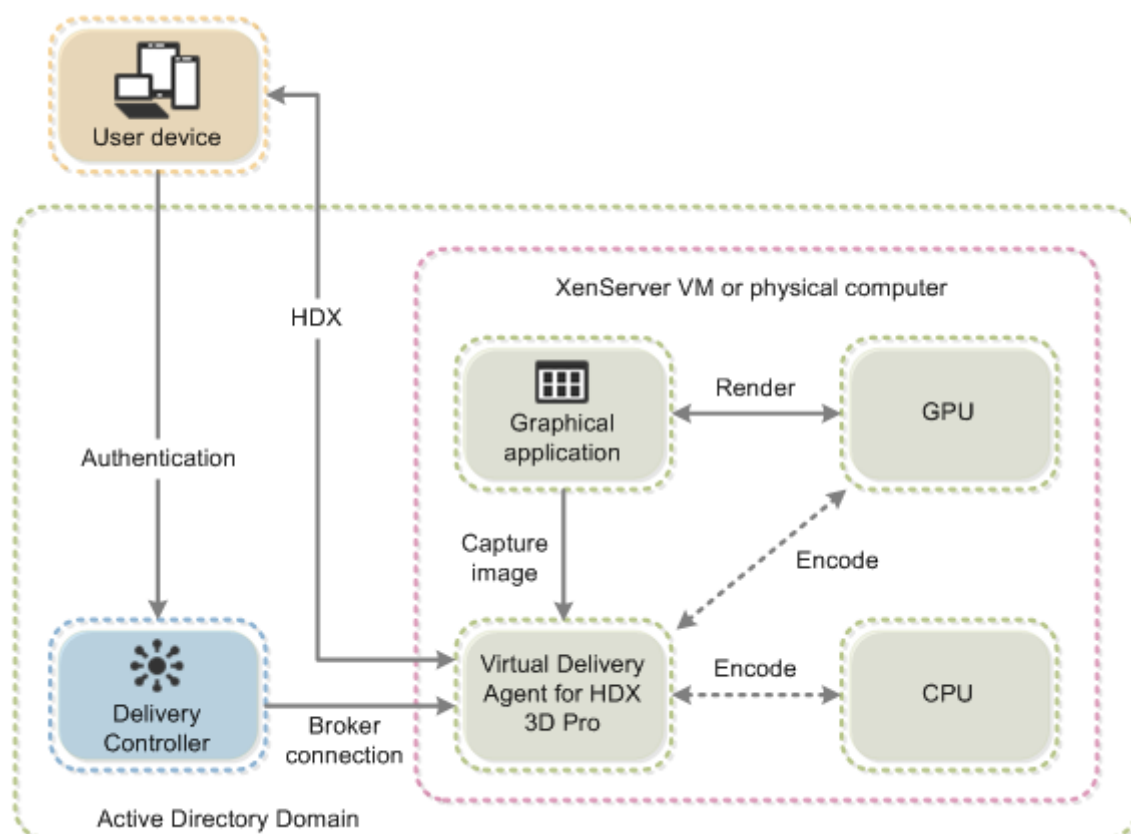 User device
XenServer VM or physical computer
HDX
Render
Graphical
application
GPU
Authentication
Capture
image
Encode
Virtual Delivery
Agent for HDX
3D Pro
Encode
CPU
Delivery
Controller
Broker
connection
Active Directory Domain